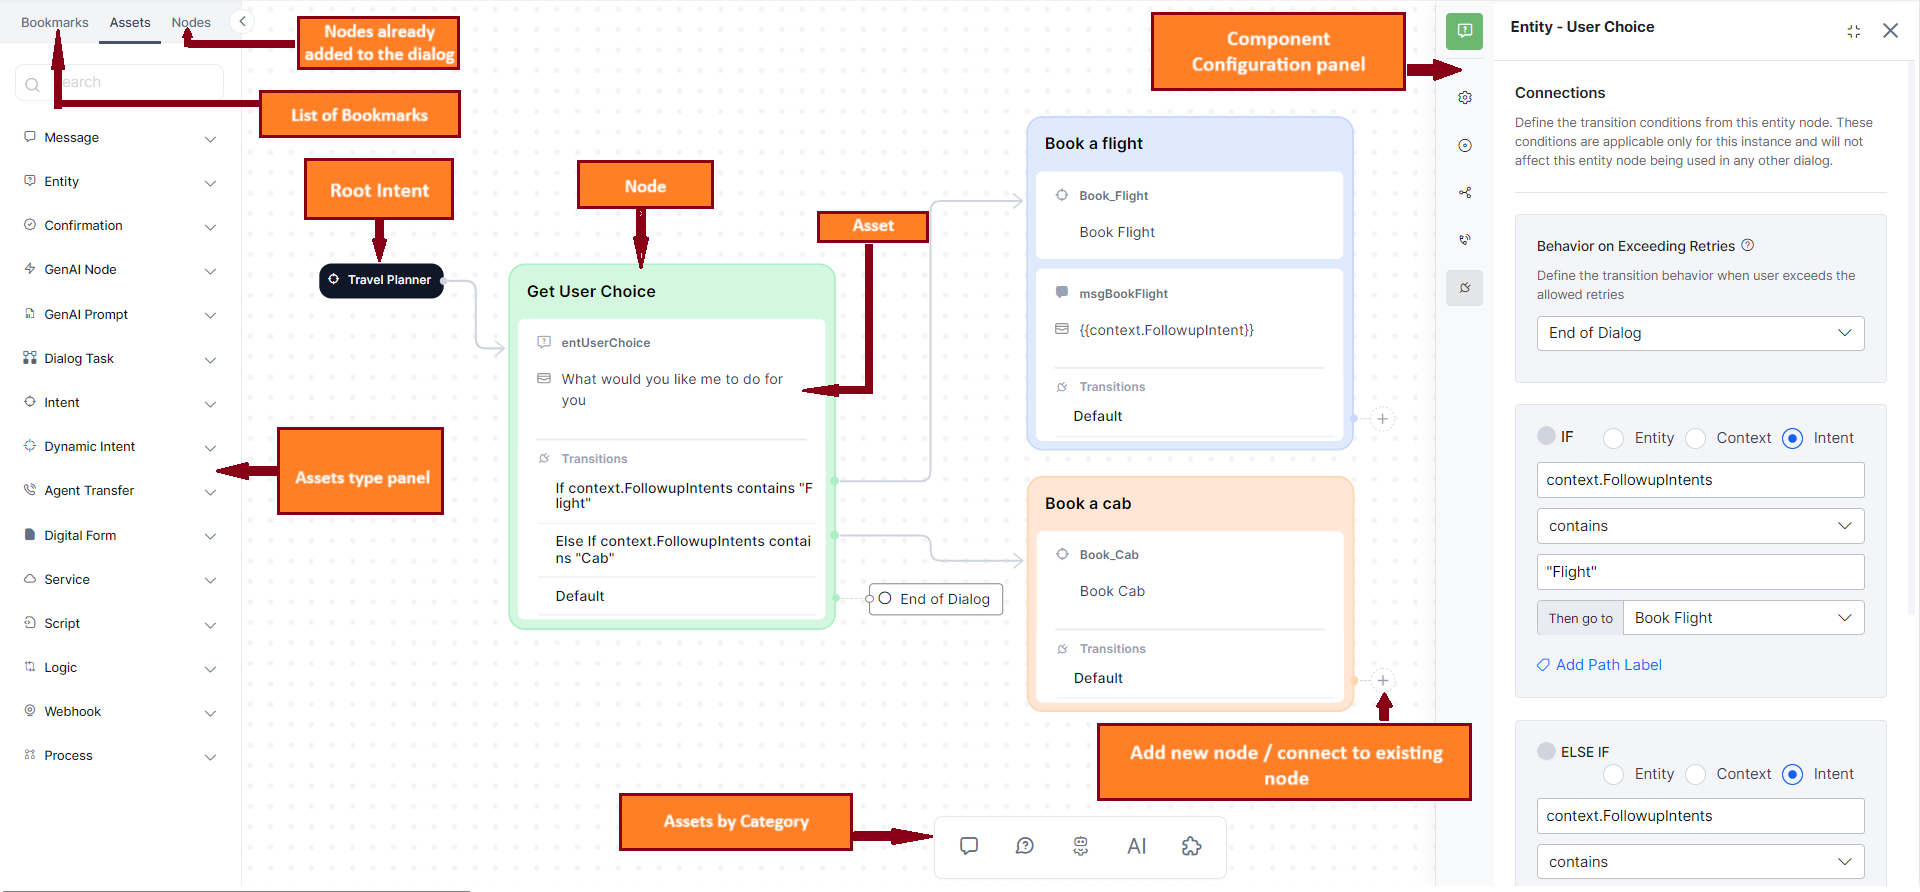 Bookmarks
Assets
Nodes
Nodes already
added to the dialog
earch
List of Bookmarks
Message
Entity
Confirmation
GenAI Node
GenAI Prompt
Dialog Task
Intent
Dynamic Intent
Agent Transfer
Digital Form
Service
Script
Logic
Webhook
Process
Assets type panel
Root Intent
Travel Planner
Node
Get User Choice
entUserChoice
What would you like me to do for
you
Transitions
If context.FollowupIntents contains "F
light"
Else If context.FollowupIntents contai
ns "Cab"
Default
Asset
End of Dialog
Book a flight
Book_Flight
Book Flight
msgBookFlight
{{context.FollowupIntent}}
Transitions
Default
Book a cab
Book_Cab
Book Cab
Transitions
Default
Add new node / connect to existing
node
Assets by Category
AI
Component
Configuration panel
Entity - User Choice
Connections
Define the transition conditions from this entity node. These
conditions are applicable only for this instance and will not
affect this entity node being used in any other dialog.
Behavior on Exceeding Retries
Define the transition behavior when user exceeds the
allowed retries
End of Dialog
IF
Entity
Context
Intent
context.FollowupIntents
contains
"Flight"
Then go to
Book Flight
Add Path Label
ELSE IF
Entity
Context
Intent
context.FollowupIntents
contains